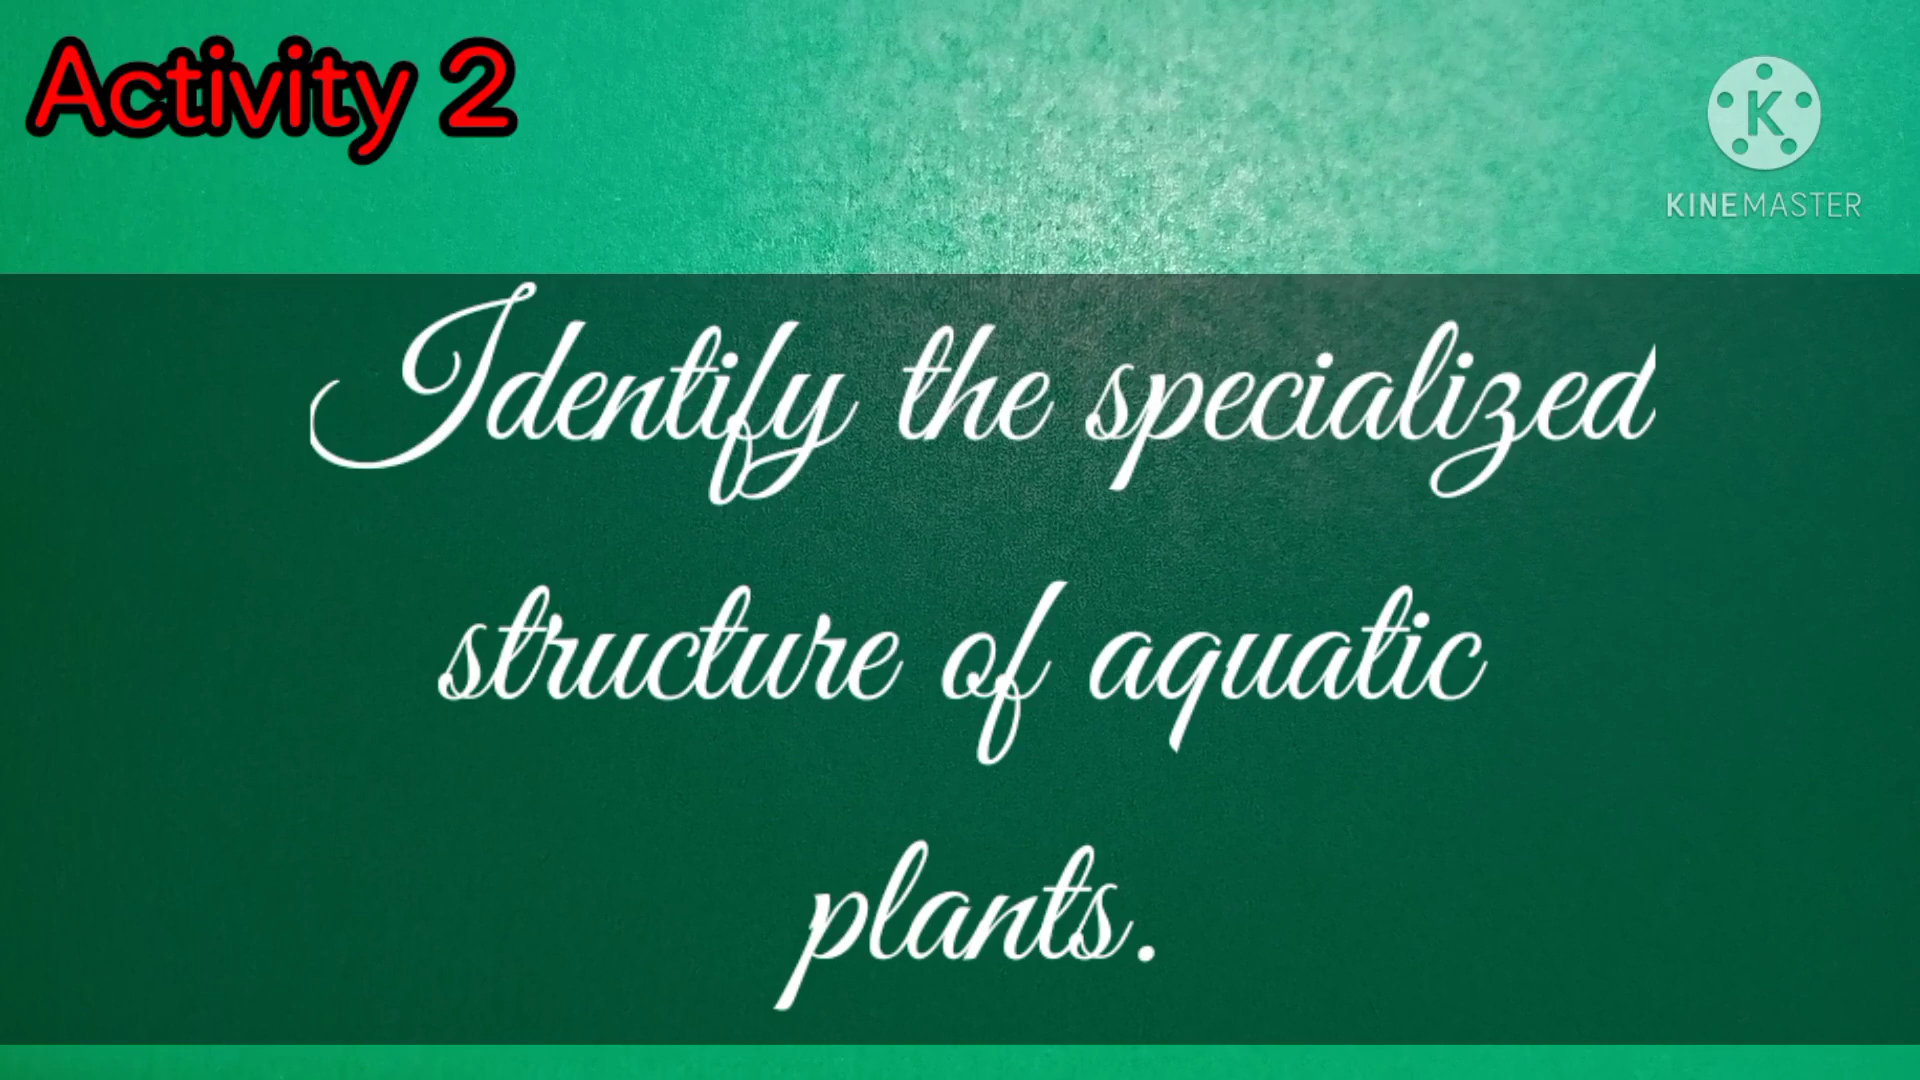 Activity 2
K
KINEMASTER
Identify the specialized
structure of aquatic
plants.